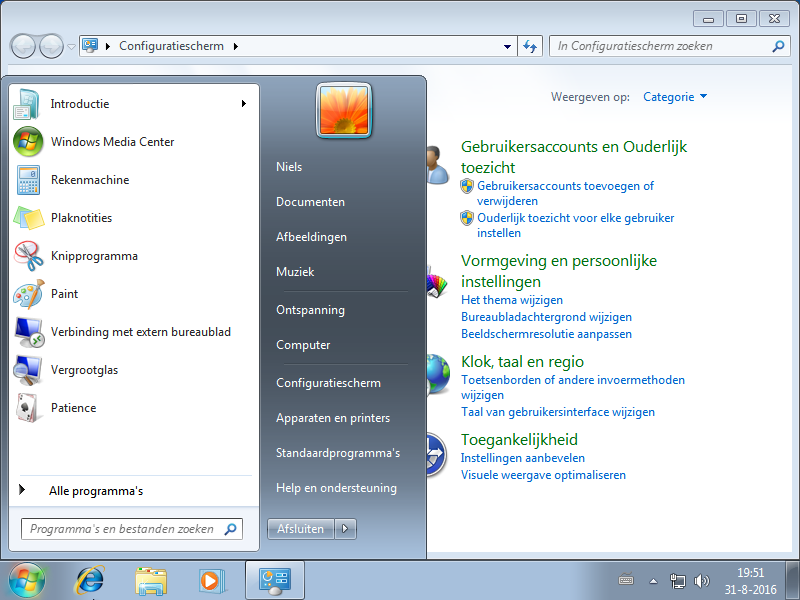 Configuratiescherm
In Configuratiescherm zoeken
Weergeven op: Categorie
Introductie
Windows Media Center
Rekenmachine
Plaknotities
Knipprogramma
Paint
Verbinding met extern bureaublad
Vergrootglas
Patience
Alle programma's
Programma's en bestanden zoeken
Niels
Documenten
Afbeeldingen
Muziek
Ontspanning
Computer
Configuratiescherm
Apparaten en printers
Standaardprogramma's
Help en ondersteuning
Afsluiten
Gebruikersaccounts en Ouderlijk
toezicht
Gebruikersaccounts toevoegen of
verwijderen
Ouderlijk toezicht voor elke gebruiker
instellen
Vormgeving en persoonlijke
instellingen
Het thema wijzigen
Bureaubladachtergrond wijzigen
Beeldschermresolutie aanpassen
Klok, taal en regio
Toetsenborden of andere invoermethoden
wijzigen
Taal van gebruikersinterface wijzigen
Toegankelijkheid
Instellingen aanbevelen
Visuele weergave optimaliseren
19:51
31-8-2016